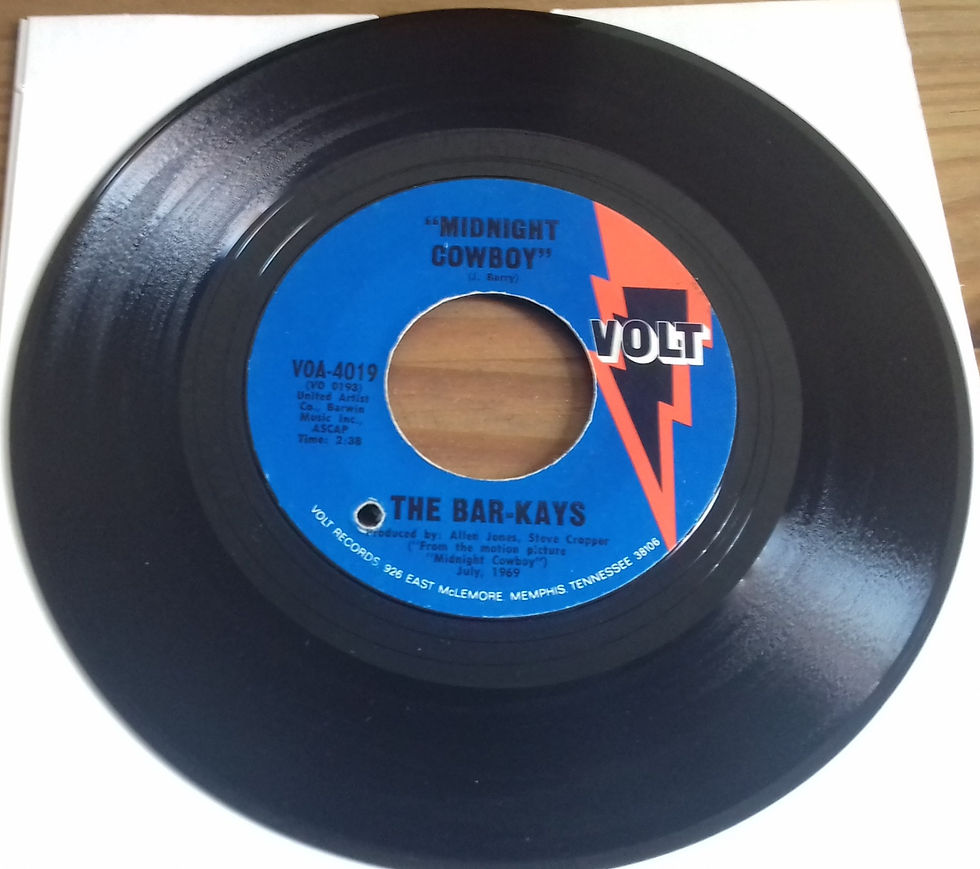 "MIDNIGHT
COWBOY"
(J. Barry)
VOLT
VOA-4019
(VO 0193)
United Artist
Co., Barwin
Music Inc.,
ASCAP
Time: 2:38
THE BAR-KAYS
Produced by: Allen Jones, Steve Cropper
("From the motion picture
"Midnight Cowboy")
July, 1969
VOLT RECORDS, 926 EAST McLEMORE, MEMPHIS, TENNESSEE 38106